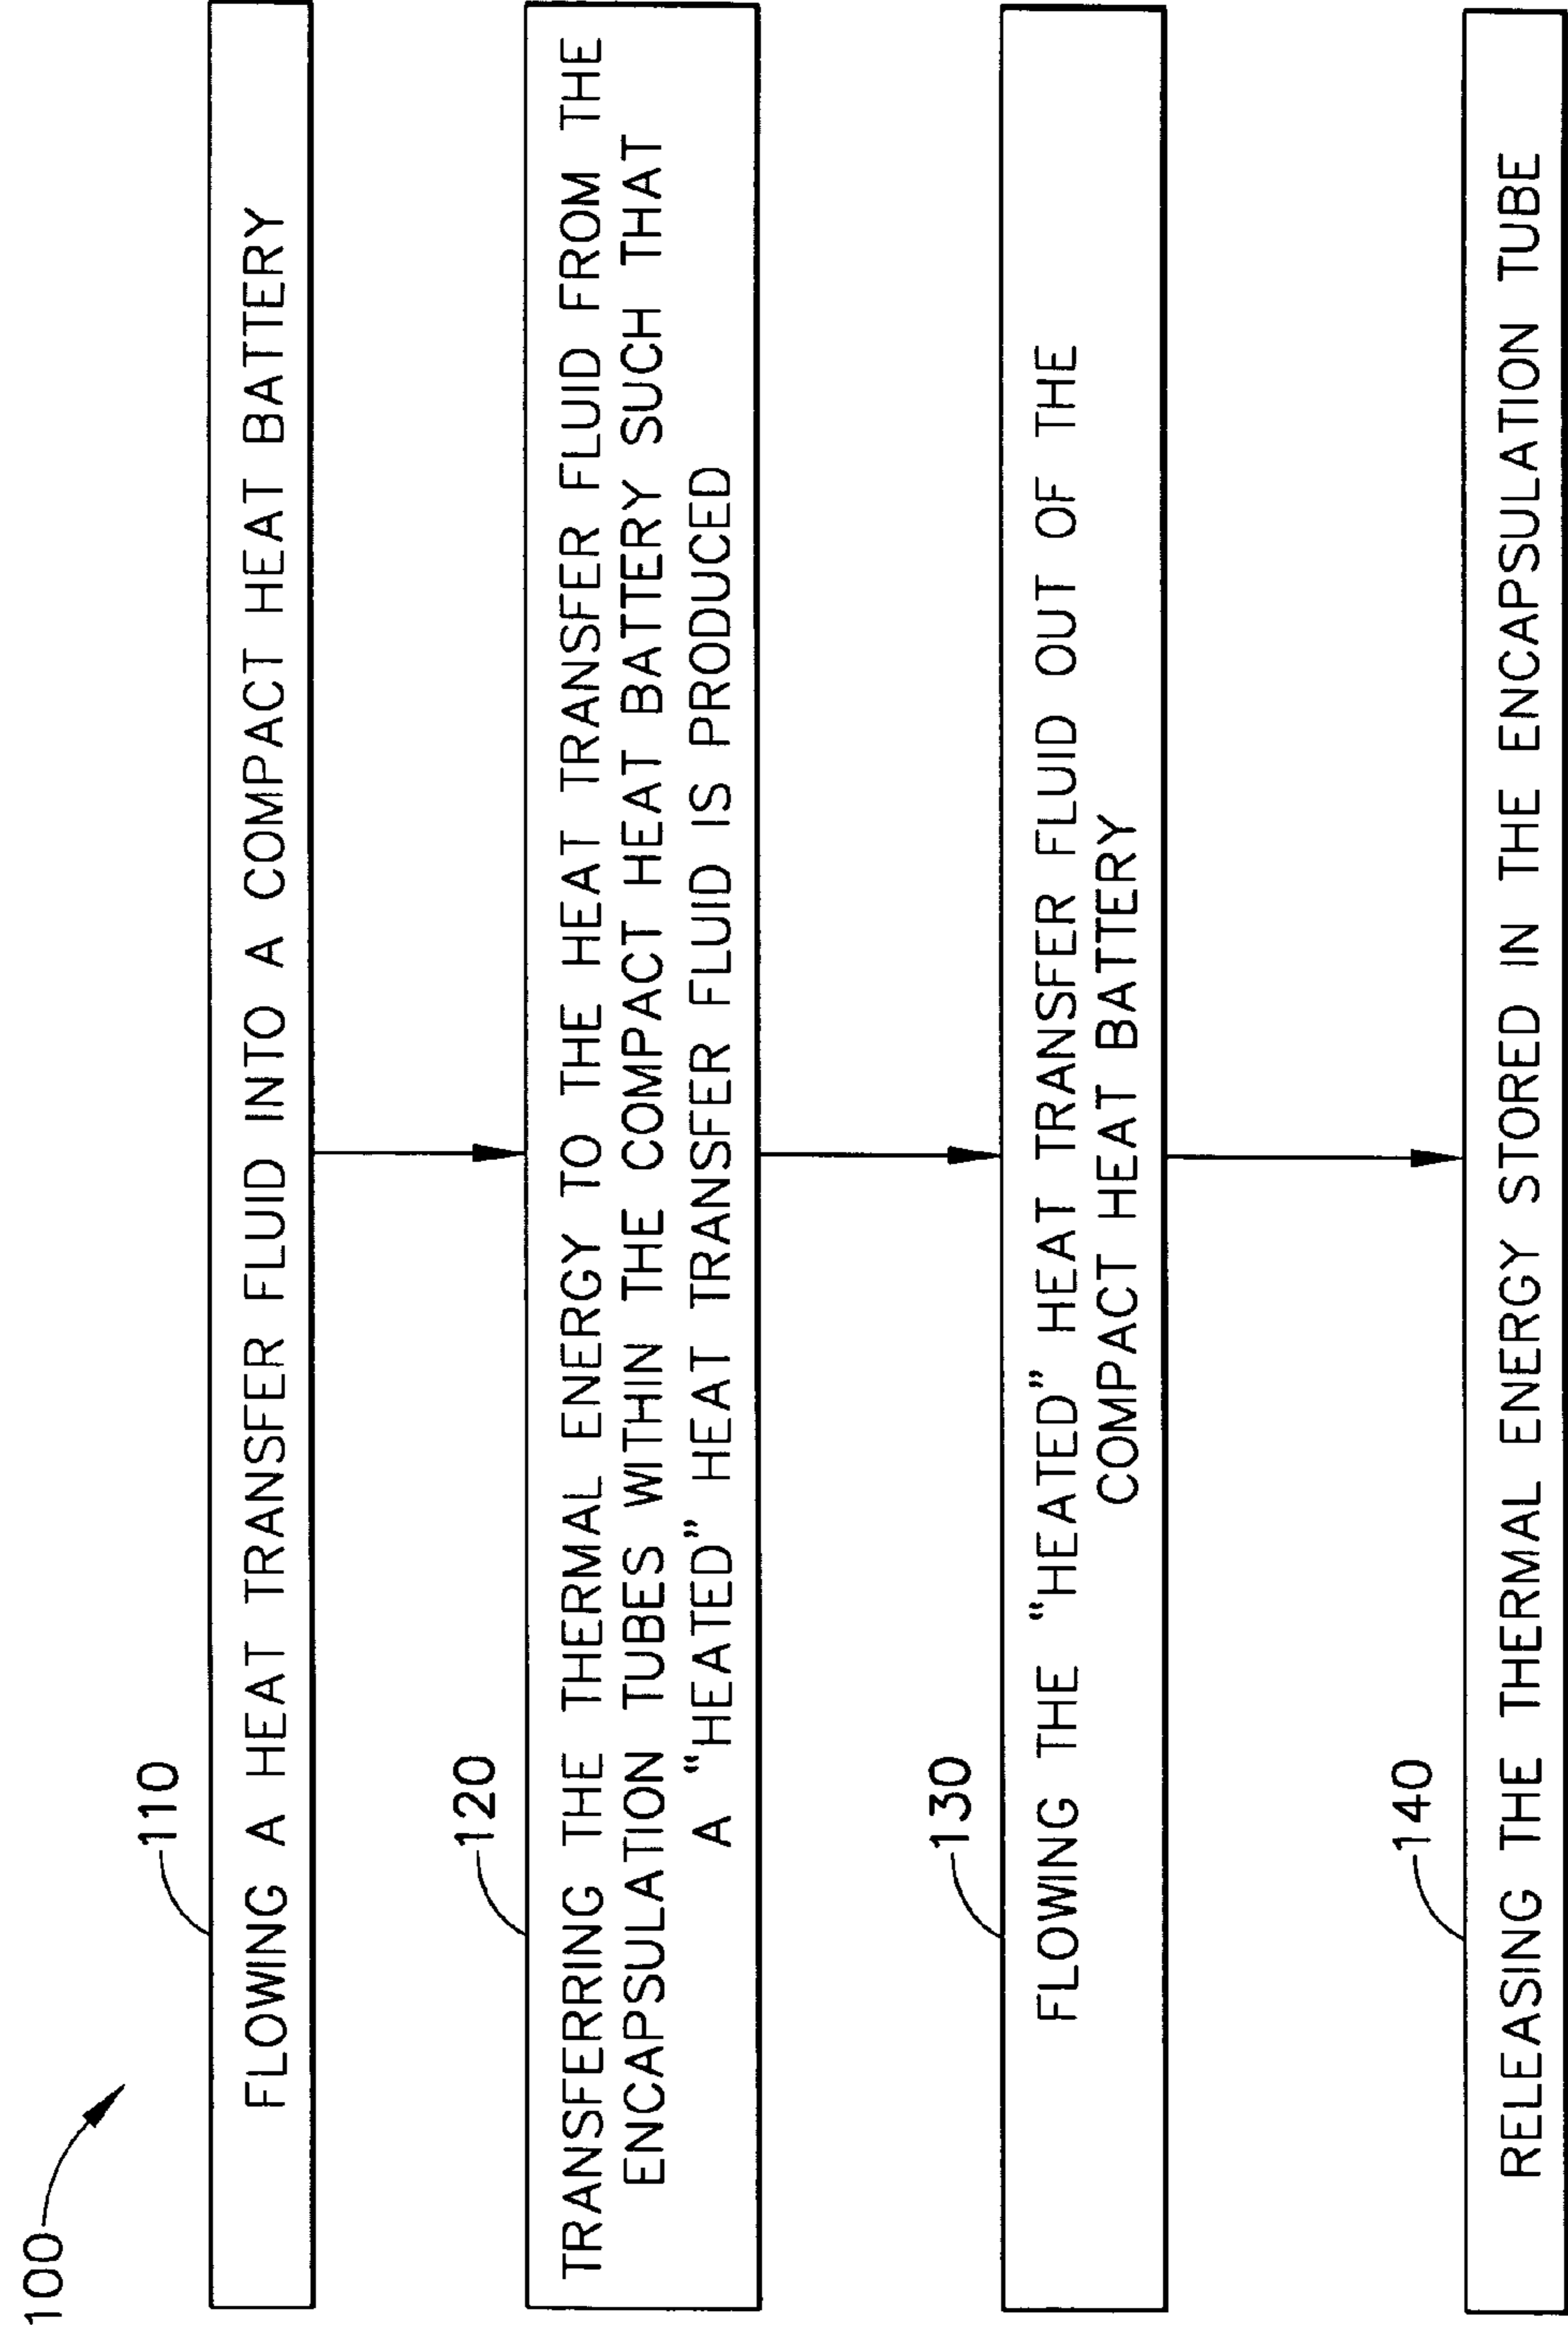 100
110
FLOWING A HEAT TRANSFER FLUID INTO A COMPACT HEAT BATTERY
120
TRANSFERRING THE THERMAL ENERGY TO THE HEAT TRANSFER FLUID FROM THE
ENCAPSULATION TUBES WITHIN THE COMPACT HEAT BATTERY SUCH THAT
A "HEATED" HEAT TRANSFER FLUID IS PRODUCED
130
FLOWING THE "HEATED" HEAT TRANSFER FLUID OUT OF THE
COMPACT HEAT BATTERY
140
RELEASING THE THERMAL ENERGY STORED IN THE ENCAPSULATION TUBE